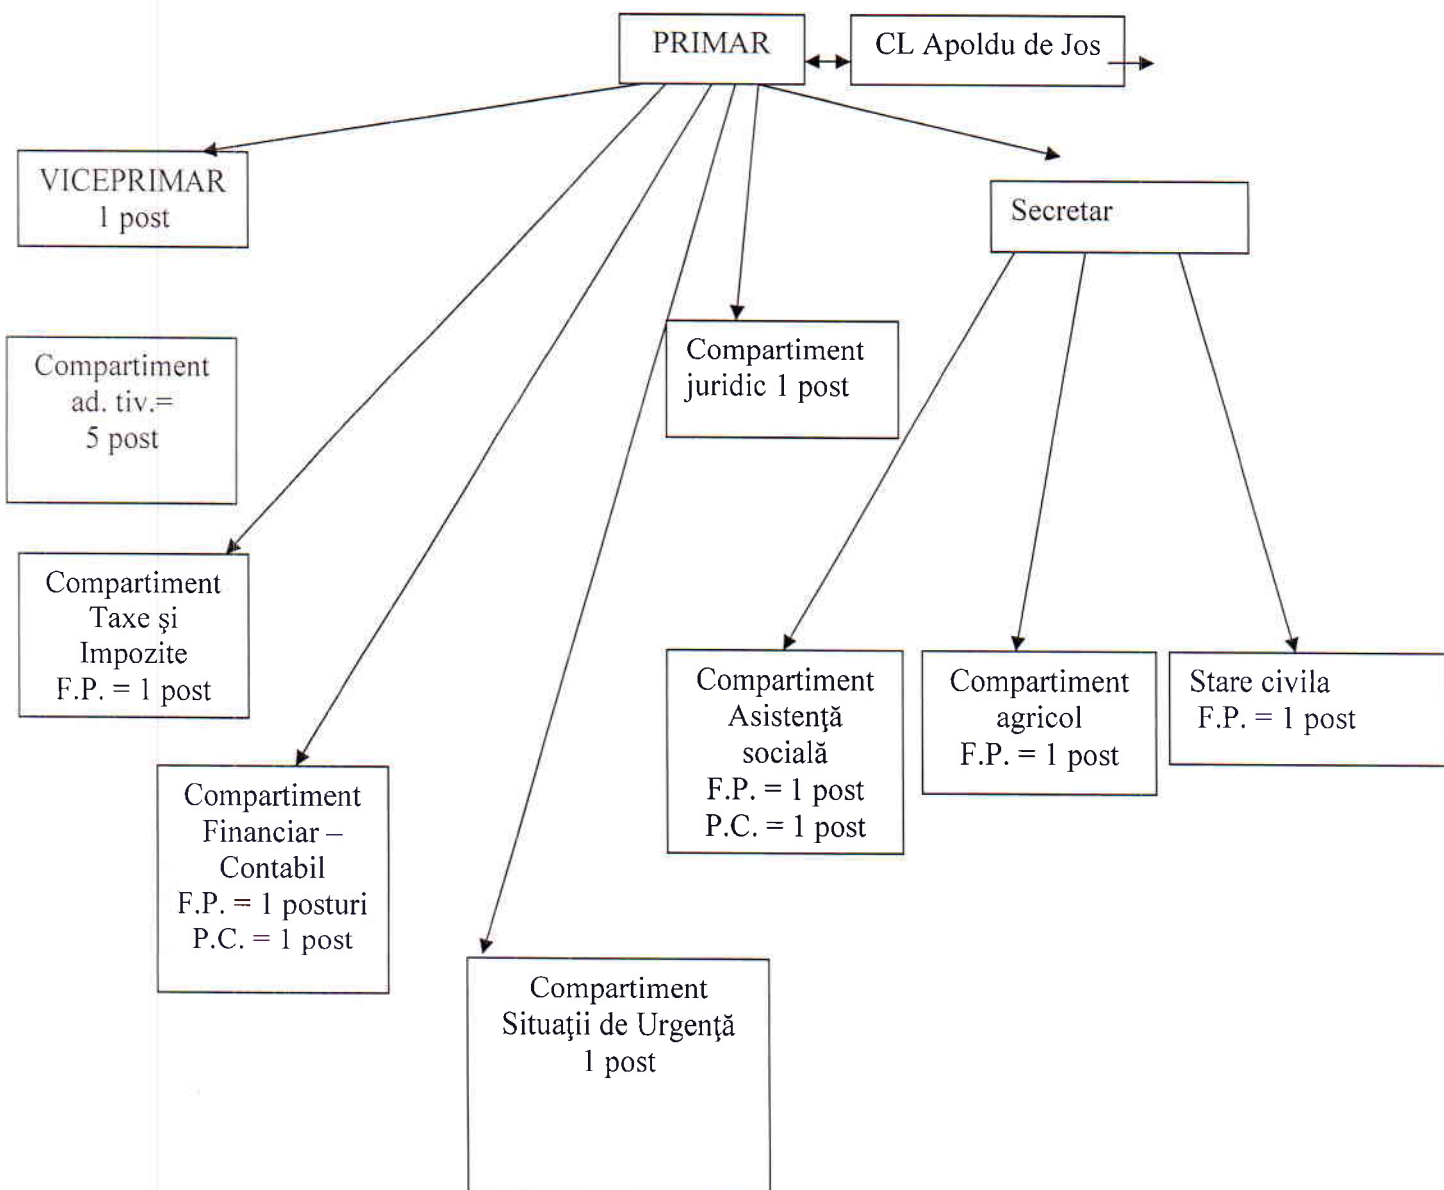 PRIMAR
CL Apoldu de Jos
VICEPRIMAR
1 post
Secretar
Compartiment
ad. tiv.=
5 post
Compartiment
juridic 1 post
Compartiment
Taxe şi
Impozite
F.P. = 1 post
Compartiment
Asistenţă
socială
F.P. = 1 post
P.C. = 1 post
Compartiment
agricol
F.P. = 1 post
Stare civila
F.P. = 1 post
Compartiment
Financiar –
Contabil
F.P. = 1 posturi
P.C. = 1 post
Compartiment
Situaţii de Urgenţă
1 post